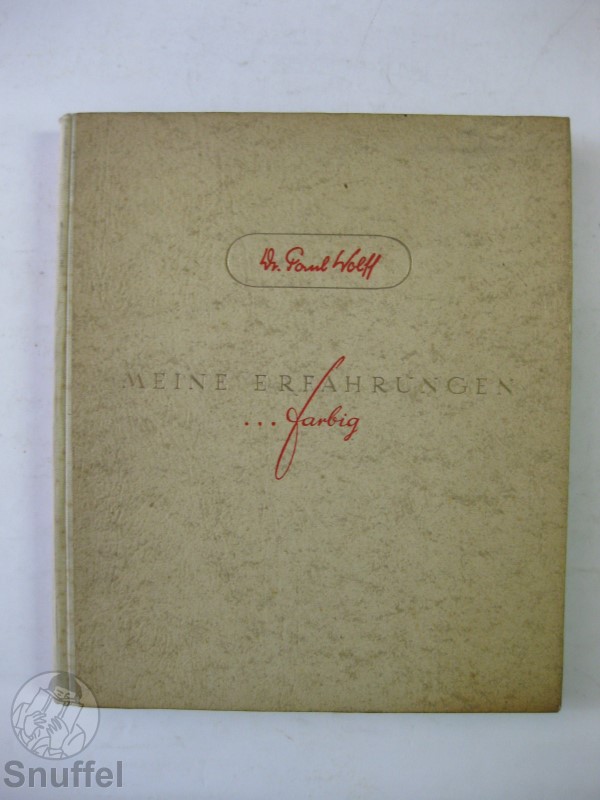 Dr. Paul Wolff
MEINE ERFAHRUNGEN
... farbig
Snuffel